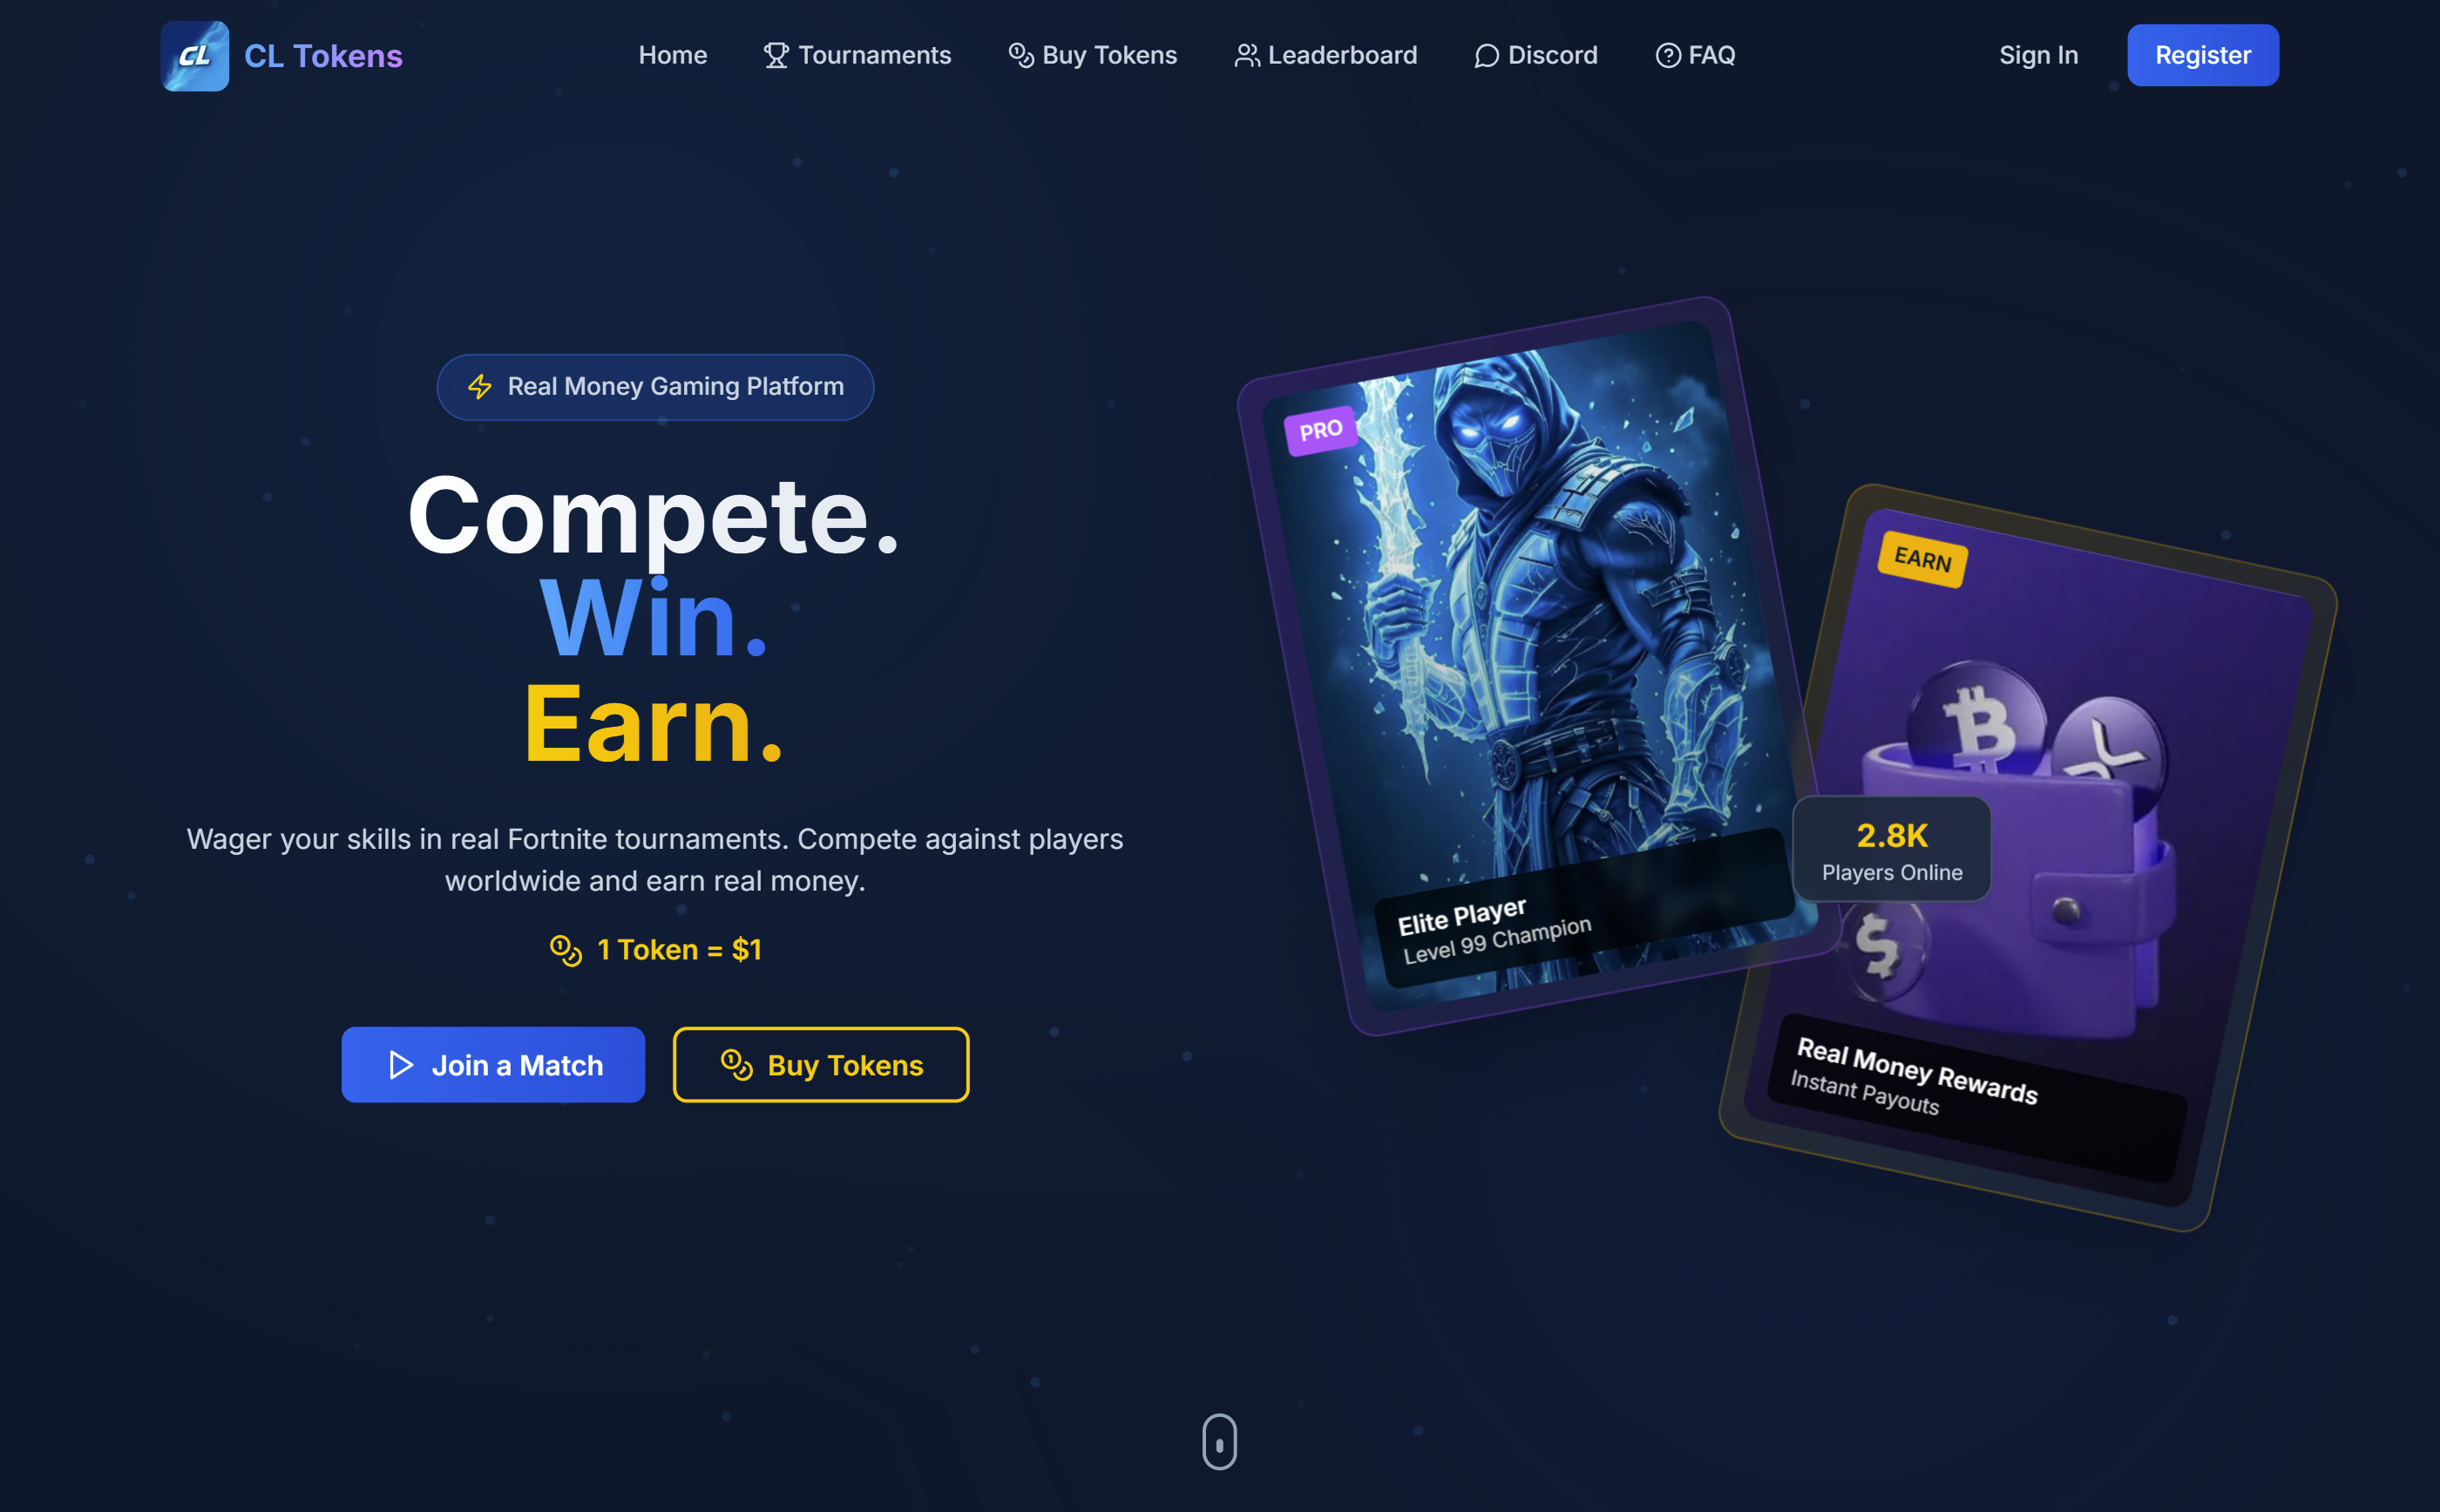 CL
CL Tokens
Home
Tournaments
Buy Tokens
Leaderboard
Discord
FAQ
Sign In
Register
Real Money Gaming Platform
Compete.
Win.
Earn.
Wager your skills in real Fortnite tournaments. Compete against players
worldwide and earn real money.
1 Token = $1
Join a Match
Buy Tokens
PRO
Elite Player
Level 99 Champion
EARN
2.8K
Players Online
Real Money Rewards
Instant Payouts